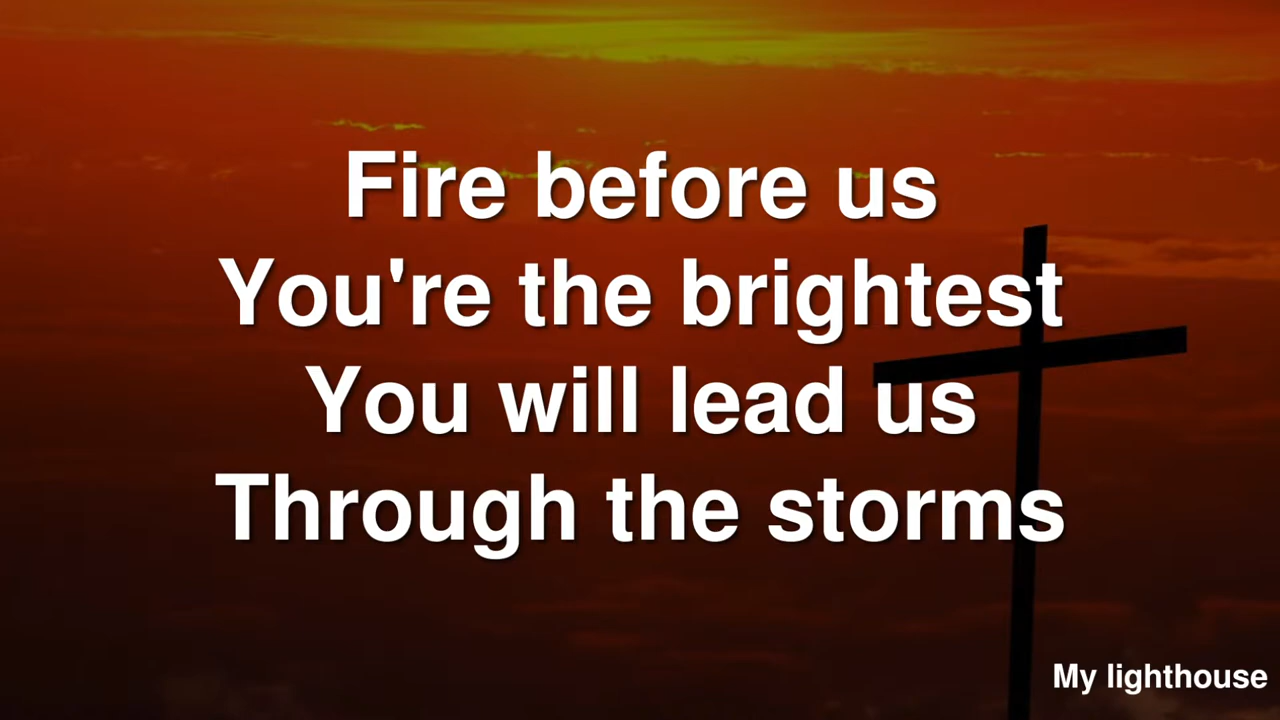 Fire before us
You're the brightest
You will lead us
Through the storms
My lighthouse